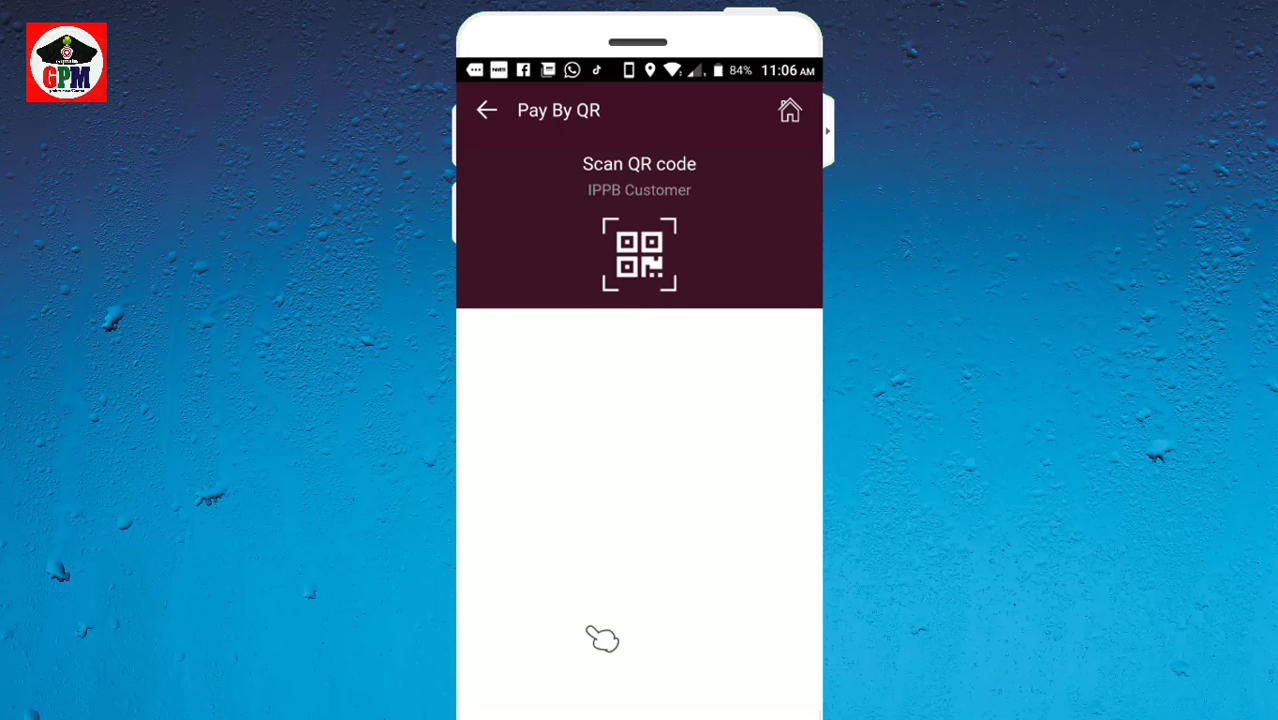 GPM
84% 11:06 AM
Pay By QR
Scan QR code
IPPB Customer